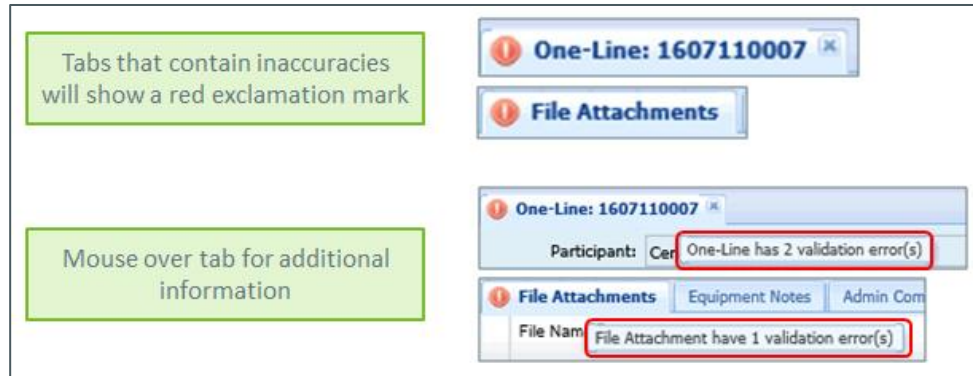 Tabs that contain inaccuracies
will show a red exclamation mark
One-Line: 1607110007
File Attachments
Mouse over tab for additional
information
One-Line: 1607110007
Participant: Cer One-Line has 2 validation error(s)
File Attachments Equipment Notes Admin Com
File Nam File Attachment have 1 validation error(s)